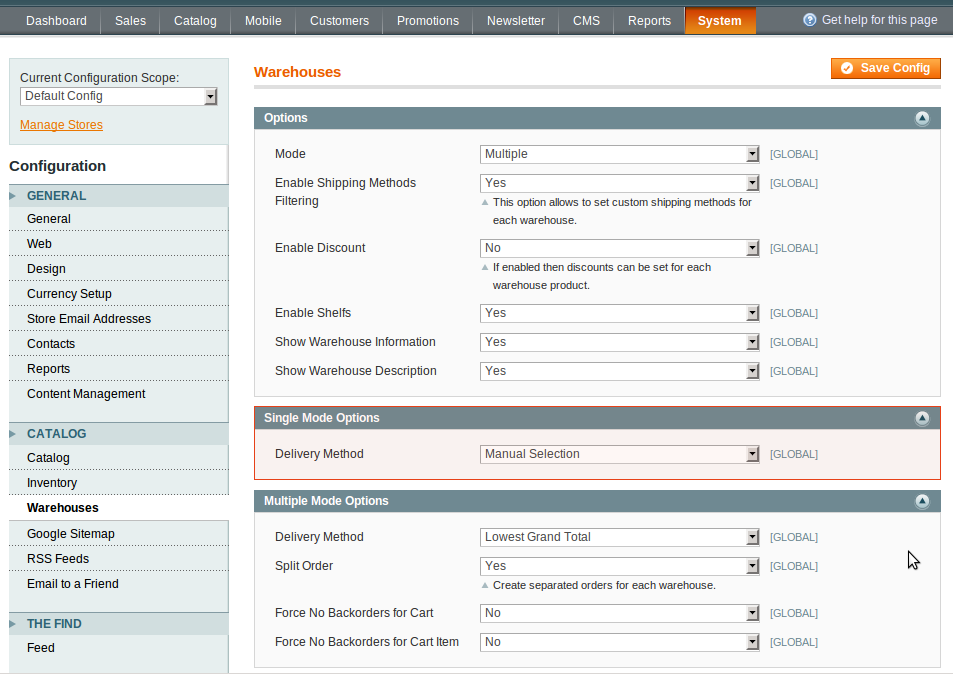 Dashboard Sales Catalog Mobile Customers Promotions Newsletter CMS Reports System Get help for this page
Current Configuration Scope:
Default Config
Manage Stores
Configuration
GENERAL
General
Web
Design
Currency Setup
Store Email Addresses
Contacts
Reports
Content Management
CATALOG
Catalog
Inventory
Warehouses
Google Sitemap
RSS Feeds
Email to a Friend
THE FIND
Feed
Warehouses Save Config
Options
Mode Multiple [GLOBAL]
Enable Shipping Methods Yes [GLOBAL]
Filtering This option allows to set custom shipping methods for
each warehouse.
Enable Discount No [GLOBAL]
If enabled then discounts can be set for each
warehouse product.
Enable Shelfs Yes [GLOBAL]
Show Warehouse Information Yes [GLOBAL]
Show Warehouse Description Yes [GLOBAL]
Single Mode Options
Delivery Method Manual Selection [GLOBAL]
Multiple Mode Options
Delivery Method Lowest Grand Total [GLOBAL]
Split Order Yes [GLOBAL]
Create separated orders for each warehouse.
Force No Backorders for Cart No [GLOBAL]
Force No Backorders for Cart Item No [GLOBAL]